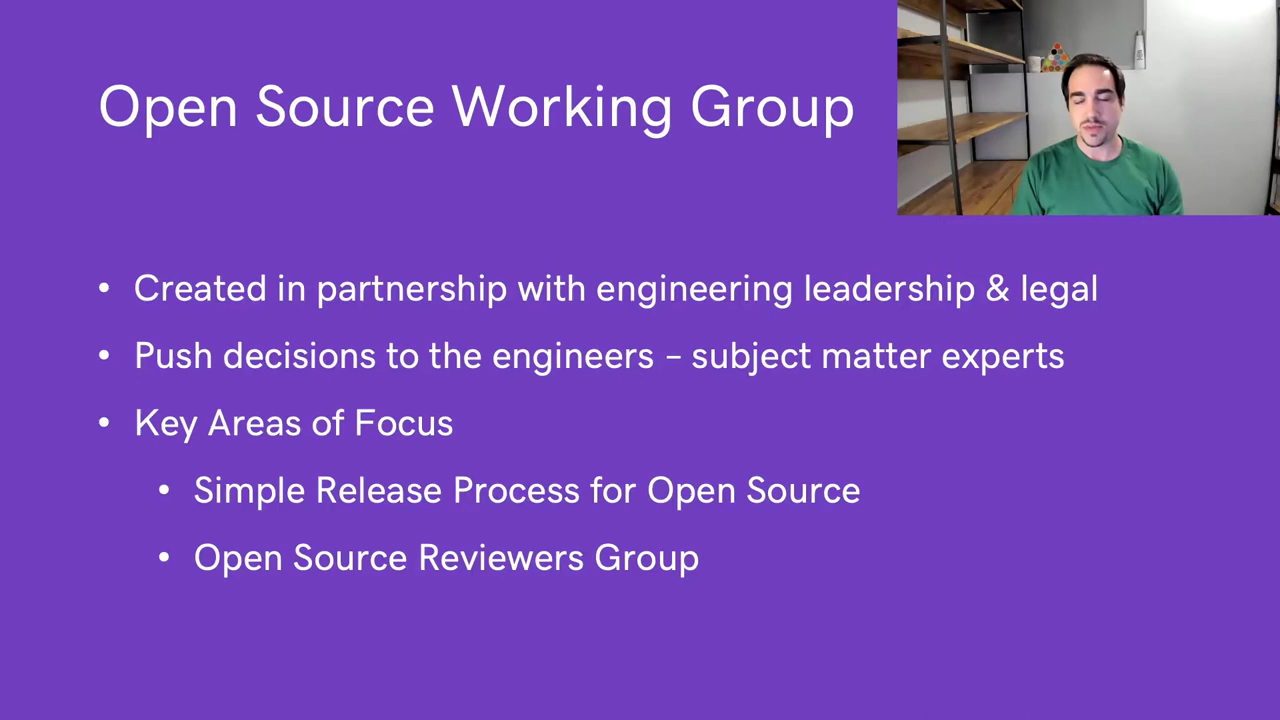 Open Source Working Group
• Created in partnership with engineering leadership & legal
• Push decisions to the engineers – subject matter experts
• Key Areas of Focus
• Simple Release Process for Open Source
• Open Source Reviewers Group